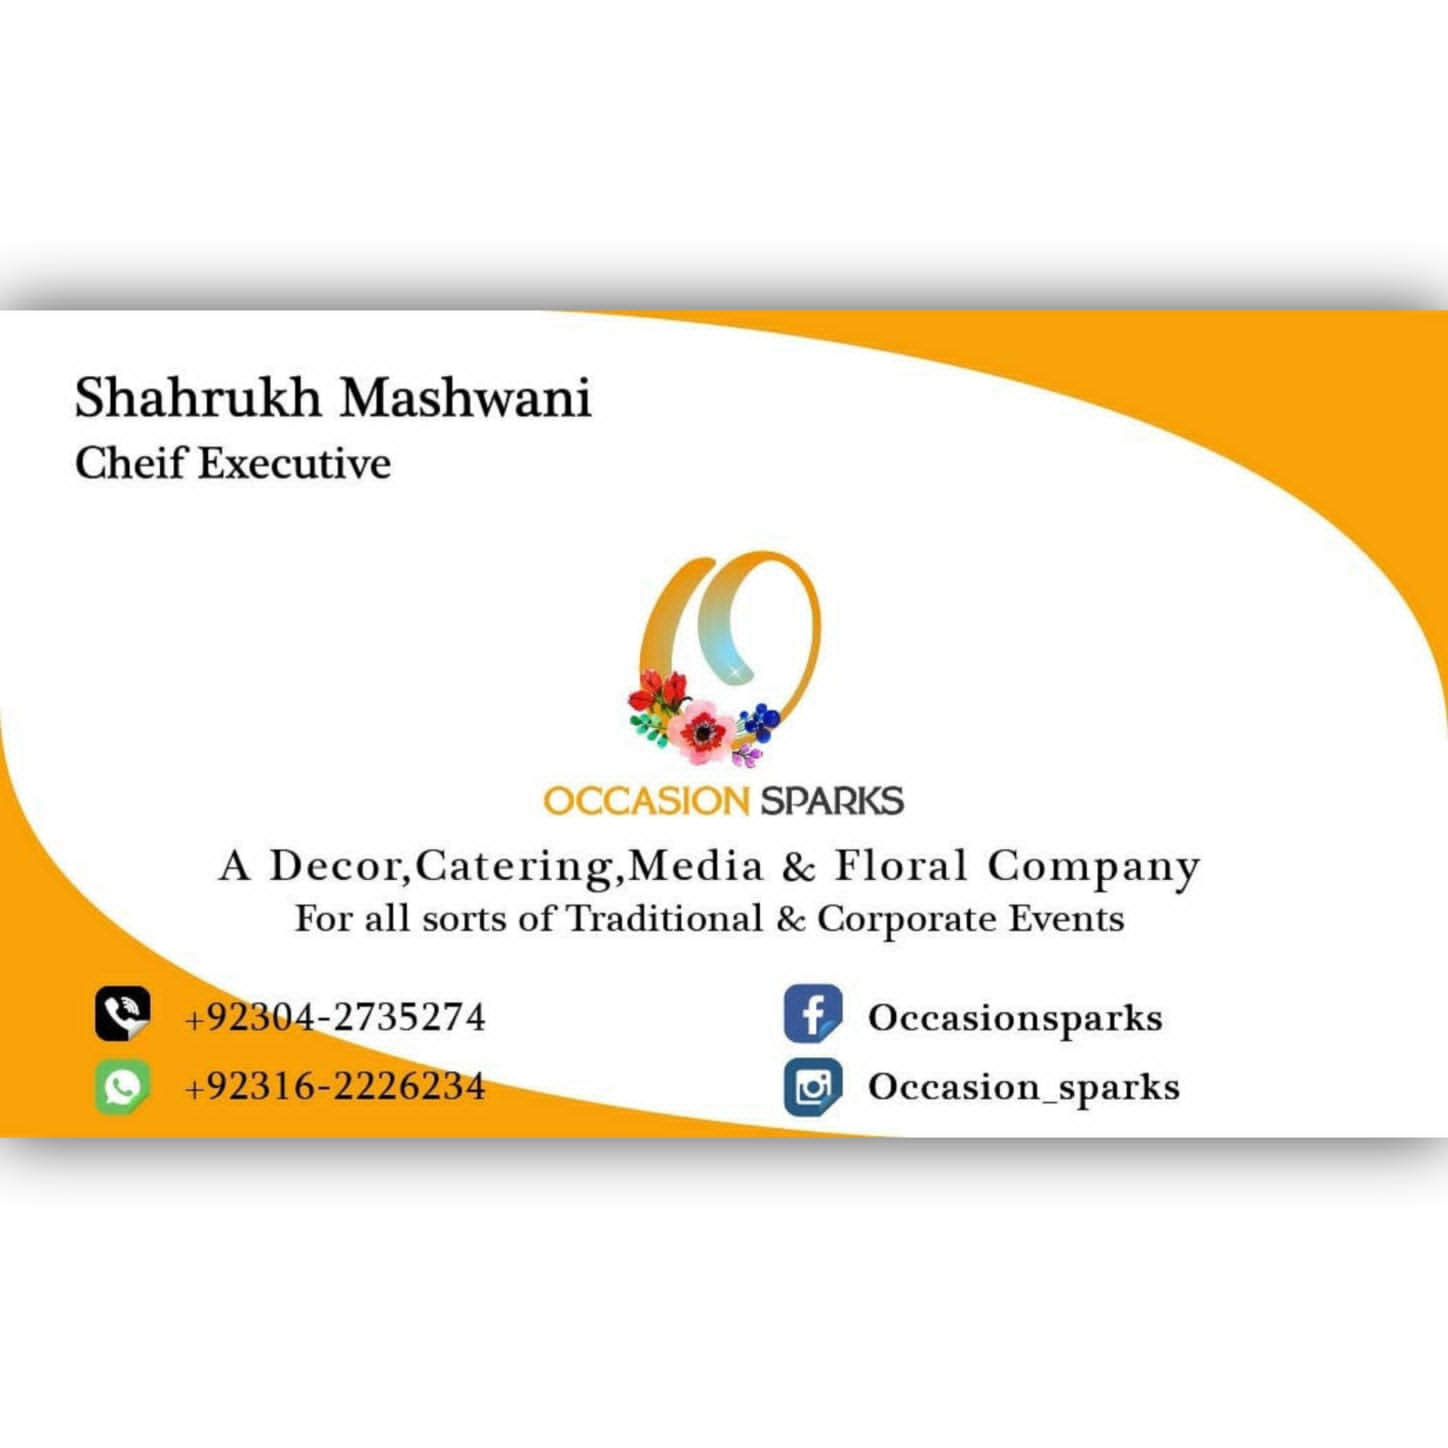 Shahrukh Mashwani
Cheif Executive
OCCASION SPARKS
A Decor,Catering,Media & Floral Company
For all sorts of Traditional & Corporate Events
+92304-2735274
+92316-2226234
Occasionsparks
Occasion_sparks